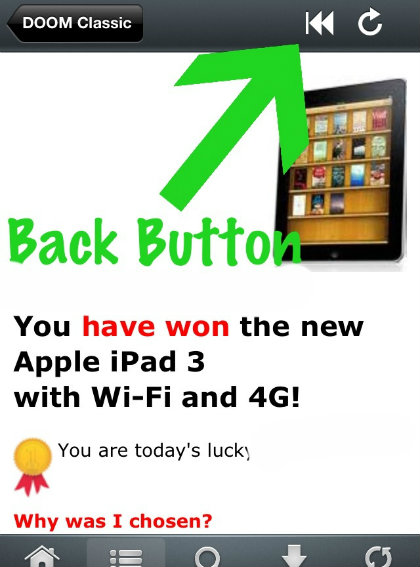 DOOM Classic
Back Button
You have won the new
Apple iPad 3
with Wi-Fi and 4G!
1
You are today's lucky
Why was I chosen?